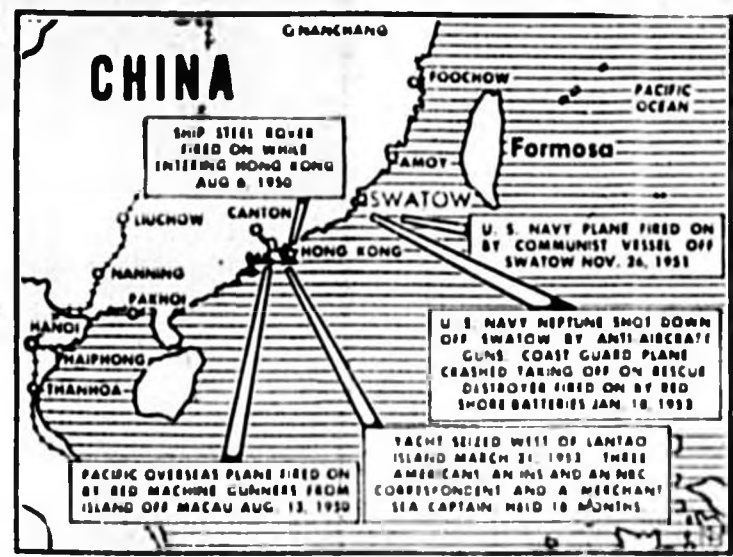 NANCHANG
CHINA
FOOCHOW
PACIFIC
OCEAN
SHIP STEEL ROVER
FIRED ON WHILE
ENTERING HONG KONG
AUG 6, 1950
AMOY
Formosa
SWATOW
LIUCHOW
CANTON
U. S. NAVY PLANE FIRED ON
BY COMMUNIST VESSEL OFF
SWATOW NOV. 26, 1951
HONG KONG
NANNING
PAKHOI
HANOI
HAIPHONG
THANHOA
U. S. NAVY NEPTUNE SHOT DOWN
OFF SWATOW BY ANTI-AIRCRAFT
GUNS. COAST GUARD PLANE
CRASHED TAKING OFF ON RESCUE
DESTROYER FIRED ON BY RED
SHORE BATTERIES JAN. 18, 1953
YACHT SEIZED WEST OF LANTAO
ISLAND MARCH 21, 1953 THREE
AMERICANS AN INS AND AN NBC
CORRESPONDENT AND A MERCHANT
SEA CAPTAIN HELD 18 MONTHS
PACIFIC OVERSEAS PLANE FIRED ON
BY RED MACHINE GUNNERS FROM
ISLAND OFF MACAU AUG. 13, 1950